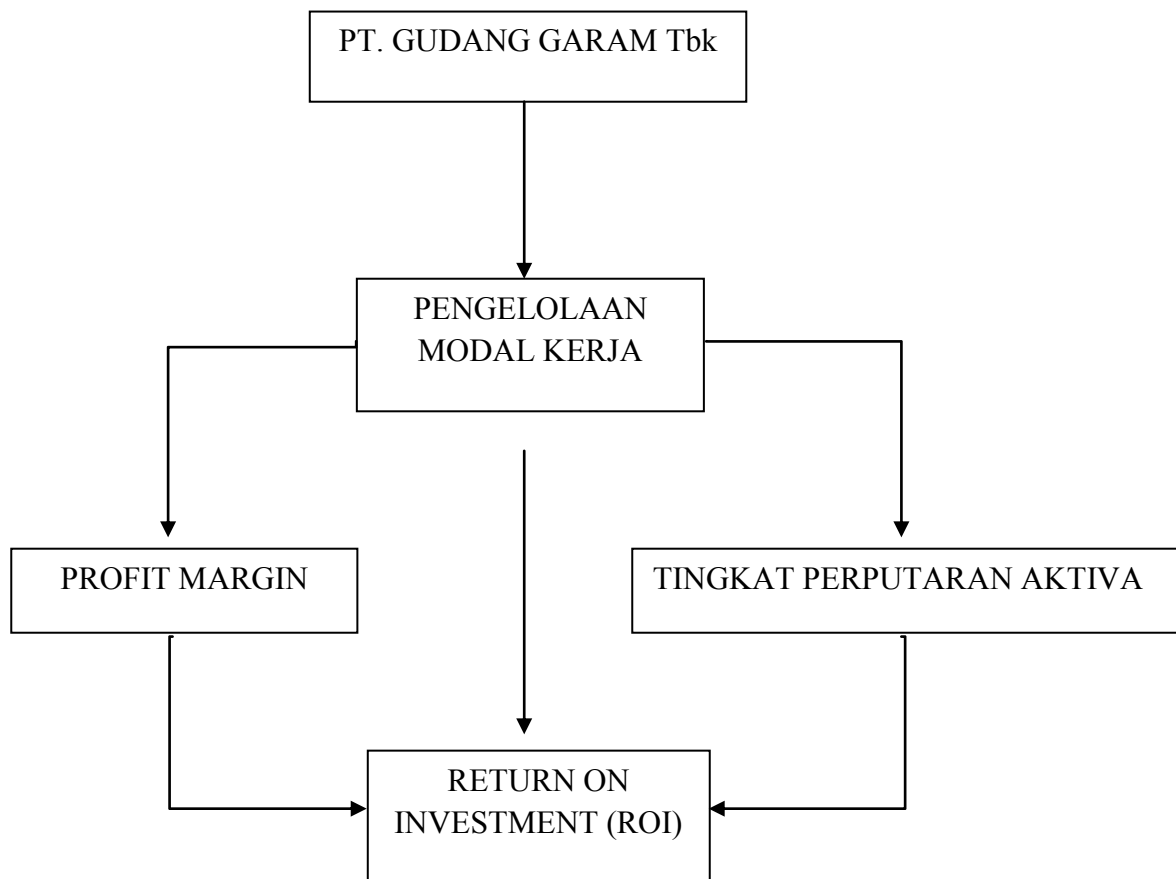 PT. GUDANG GARAM Tbk
PENGELOLAAN
MODAL KERJA
PROFIT MARGIN
TINGKAT PERPUTARAN AKTIVA
RETURN ON
INVESTMENT (ROI)